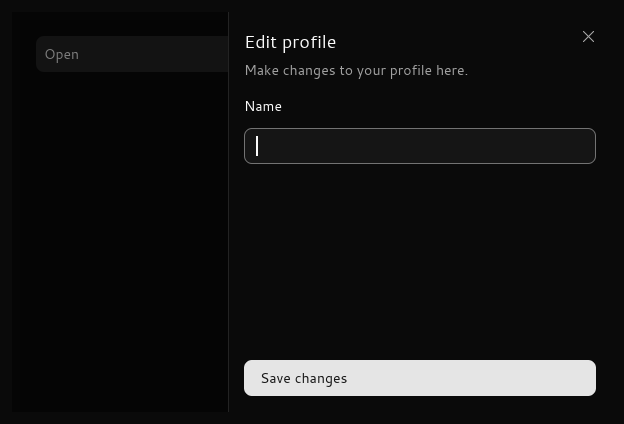 Open
Edit profile
Make changes to your profile here.
Name
Save changes